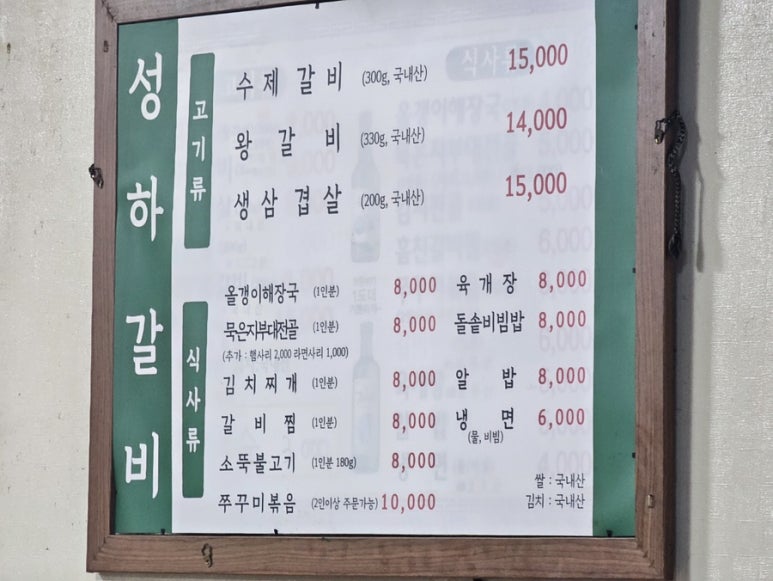 성하갈비
고기류
수제갈비 (300g, 국내산) 15,000
왕갈비 (330g, 국내산) 14,000
생삼겹살 (200g, 국내산) 15,000
식사류
올갱이해장국 (1인분) 8,000
묵은지부대전골 (1인분) 8,000
(추가 : 햄사리 2,000 라면사리 1,000)
김치찌개 (1인분) 8,000
갈비찜 (1인분) 8,000
소뚝불고기 (1인분 180g) 8,000
쭈꾸미볶음 (2인이상 주문가능) 10,000
육개장 8,000
돌솥비빔밥 8,000
알밥 8,000
냉면 6,000
(물, 비빔)
쌀 : 국내산
김치 : 국내산